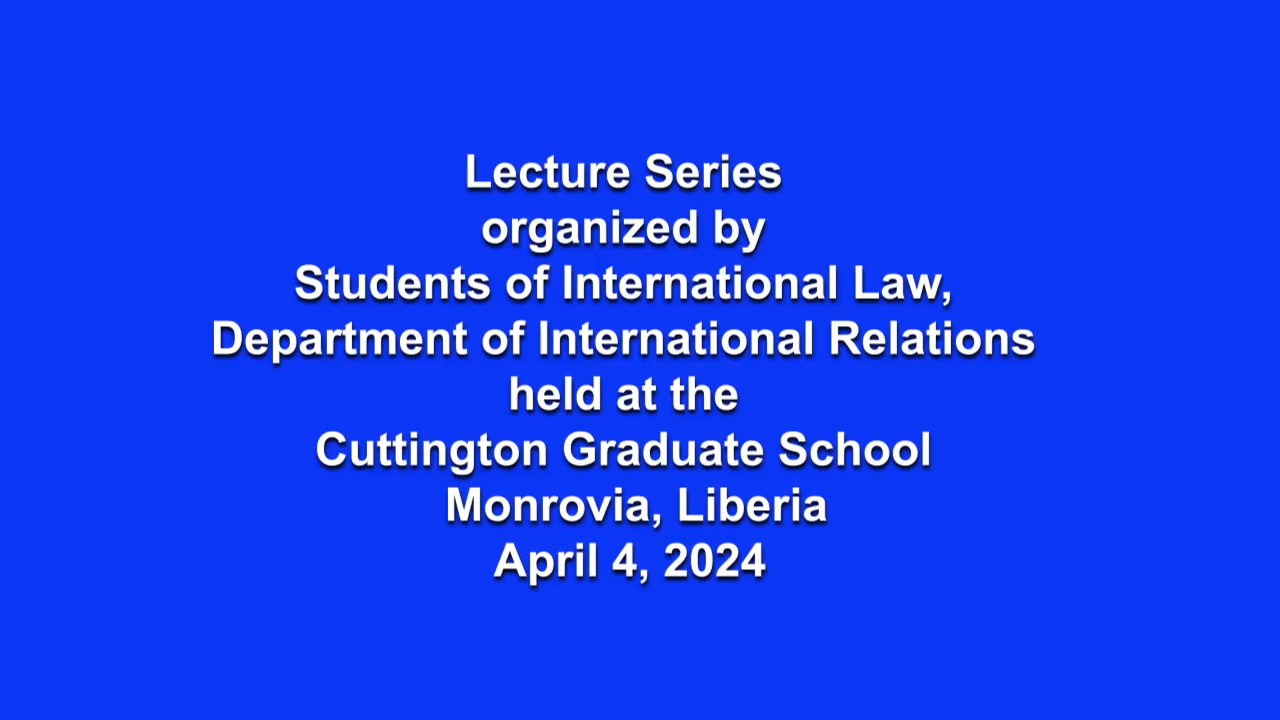 Lecture Series
organized by
Students of International Law,
Department of International Relations
held at the
Cuttington Graduate School
Monrovia, Liberia
April 4, 2024